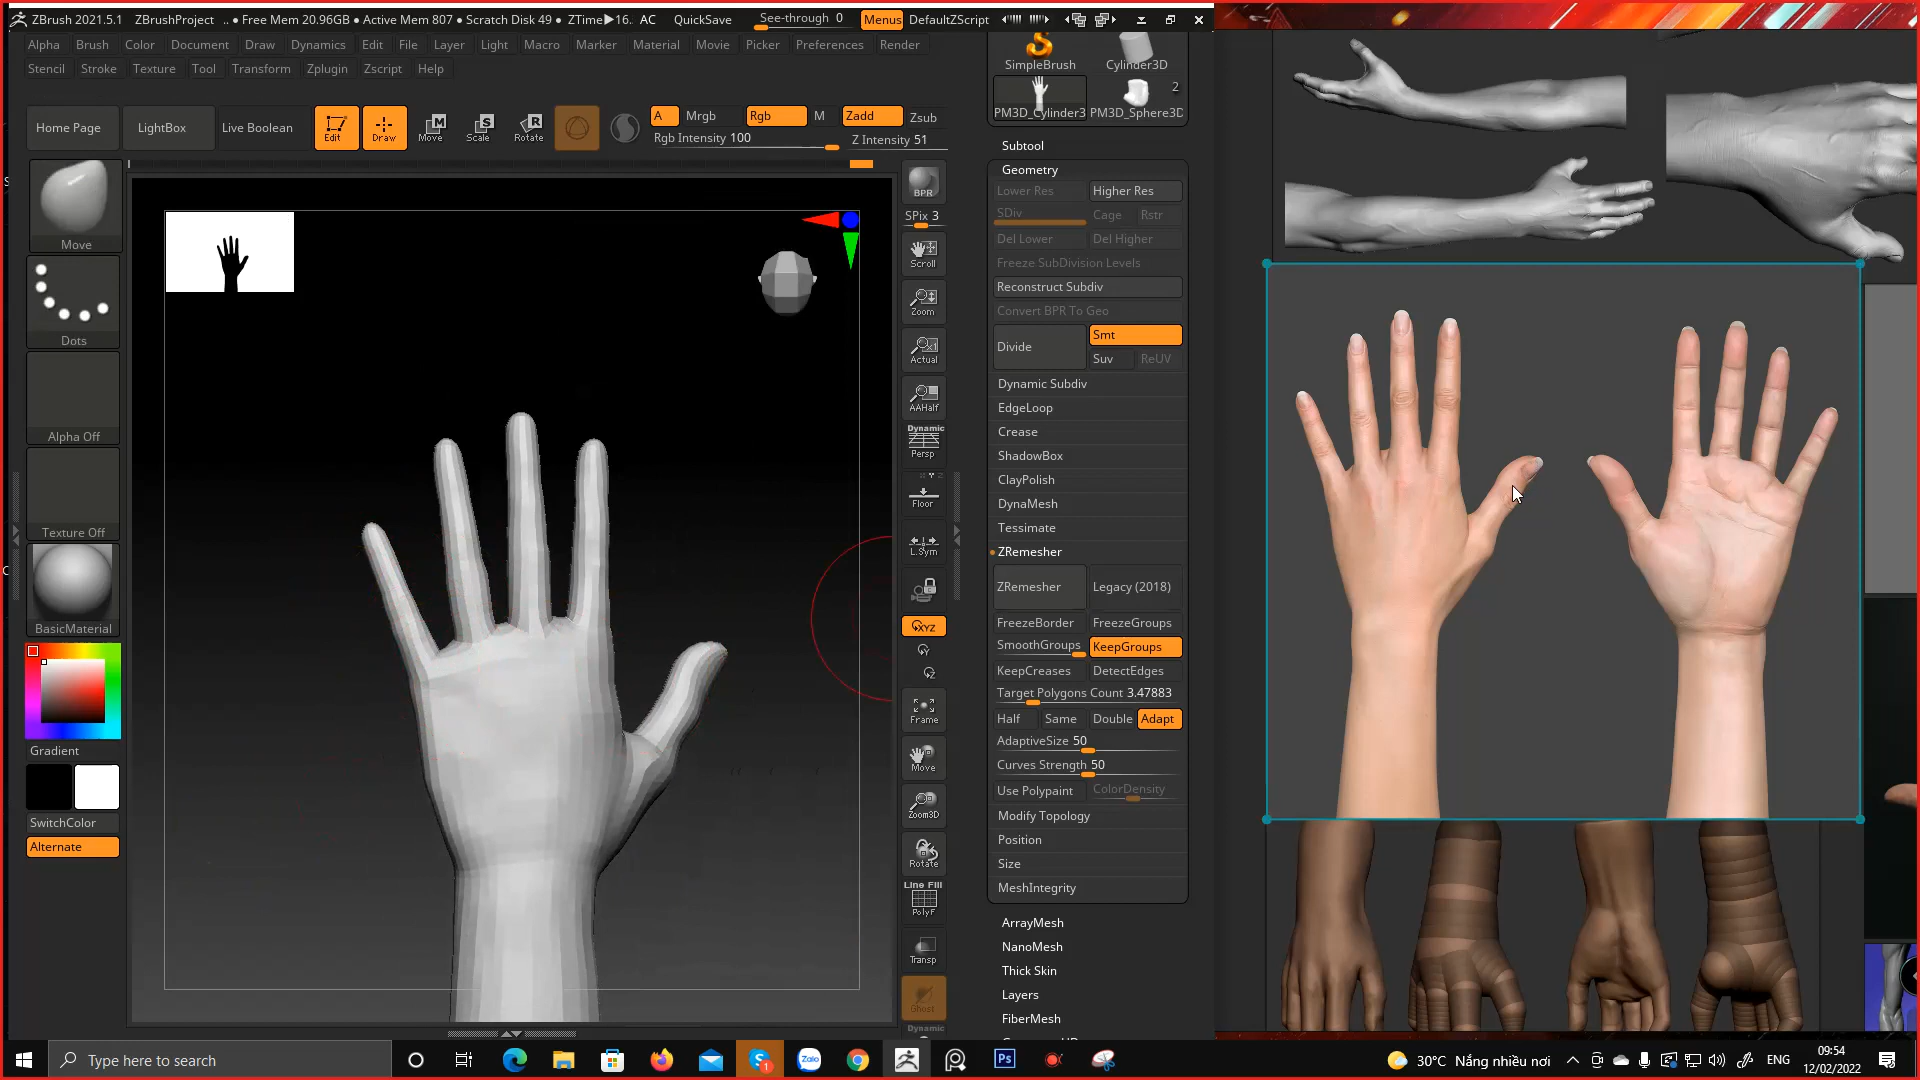 ZBrush 2021.5.1 ZBrushProject .. • Free Mem 20.96GB • Active Mem 807 • Scratch Disk 49 • ZTime▶16.. AC QuickSave See-through 0 Menus DefaultZScript
Alpha Brush Color Document Draw Dynamics Edit File Layer Light Macro Marker Material Movie Picker Preferences Render
Stencil Stroke Texture Tool Transform Zplugin Zscript Help
Home Page LightBox Live Boolean Edit Draw Move Scale Rotate
A Mrgb Rgb M Zadd Zsub
Rgb Intensity 100 Z Intensity 51
Move
Dots
Alpha Off
Texture Off
BasicMaterial
Gradient
SwitchColor
Alternate
BPR
SPix 3
Scroll
Zoom
Actual
AAHalf
Dynamic
Persp
Floor
L.Sym
XYZ
Y
Z
Frame
Move
Zoom3D
Rotate
Line Fill
PolyF
Transp
Ghost
Dynamic
SimpleBrush Cylinder3D
2
PM3D_Cylinder3 PM3D_Sphere3D
Subtool
Geometry
Lower Res Higher Res
SDiv Cage Rstr
Del Lower Del Higher
Freeze SubDivision Levels
Reconstruct Subdiv
Convert BPR To Geo
Divide Smt
Suv ReUV
Dynamic Subdiv
EdgeLoop
Crease
ShadowBox
ClayPolish
DynaMesh
Tessimate
ZRemesher
ZRemesher Legacy (2018)
FreezeBorder FreezeGroups
SmoothGroups KeepGroups
KeepCreases DetectEdges
Target Polygons Count 3.47883
Half Same Double Adapt
AdaptiveSize 50
Curves Strength 50
Use Polypaint ColorDensity
Modify Topology
Position
Size
MeshIntegrity
ArrayMesh
NanoMesh
Thick Skin
Layers
FiberMesh
Type here to search
Zalo
Ps
30°C Nắng nhiều nơi
ENG
09:54
12/02/2022